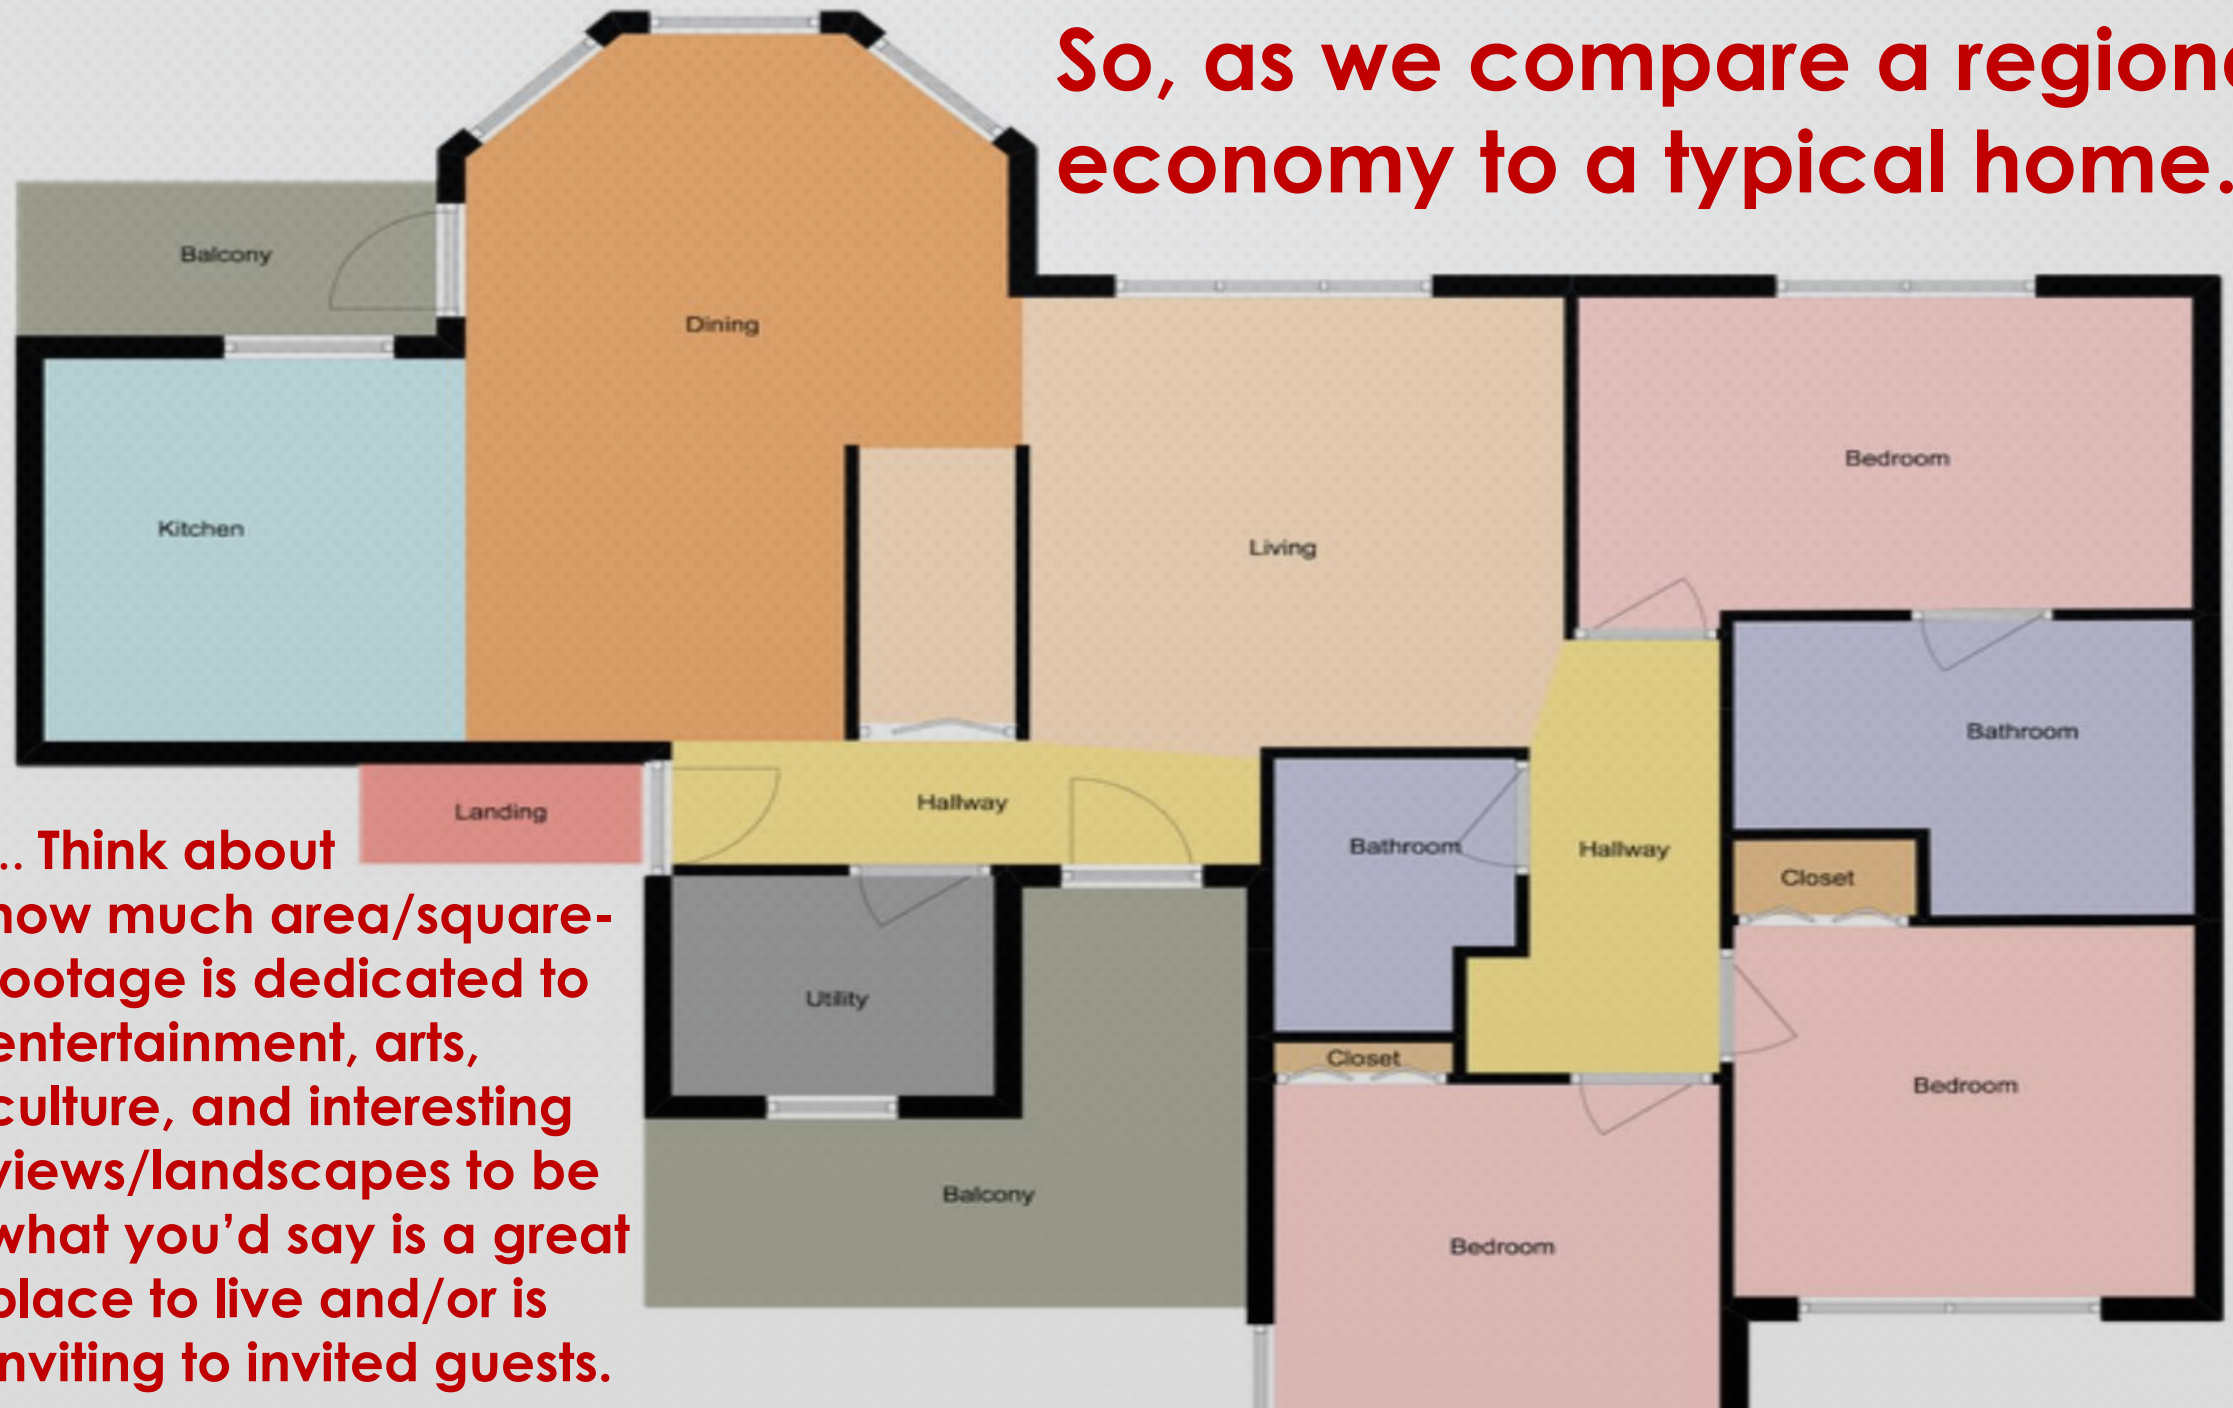 So, as we compare a regiona
economy to a typical home.
Balcony
Dining
Bedroom
Kitchen
Living
Bathroom
Landing
Hallway
Bathroom
Hallway
Closet
.. Think about
how much area/square-
ootage is dedicated to
entertainment, arts,
culture, and interesting
views/landscapes to be
what you'd say is a great
place to live and/or is
nviting to invited guests.
Utility
Closet
Bedroom
Balcony
Bedroom